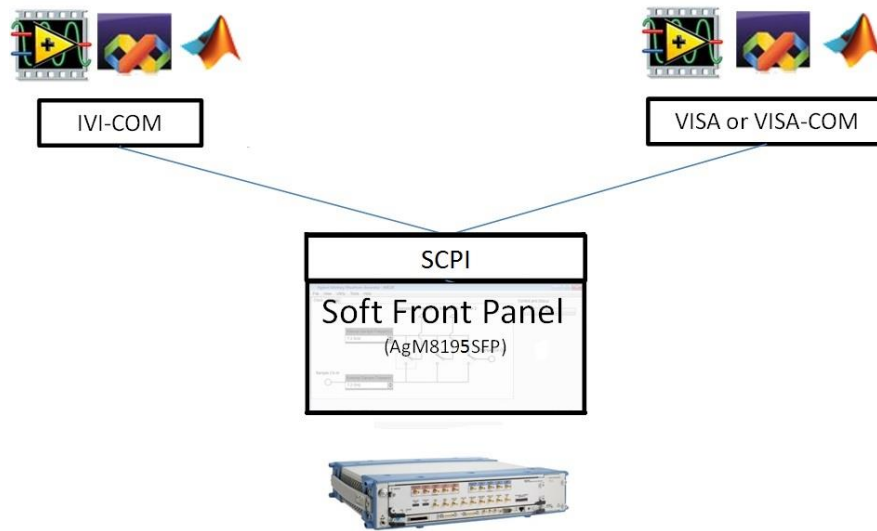 IVI-COM
VISA or VISA-COM
SCPI
Soft Front Panel
(AgM8195SFP)